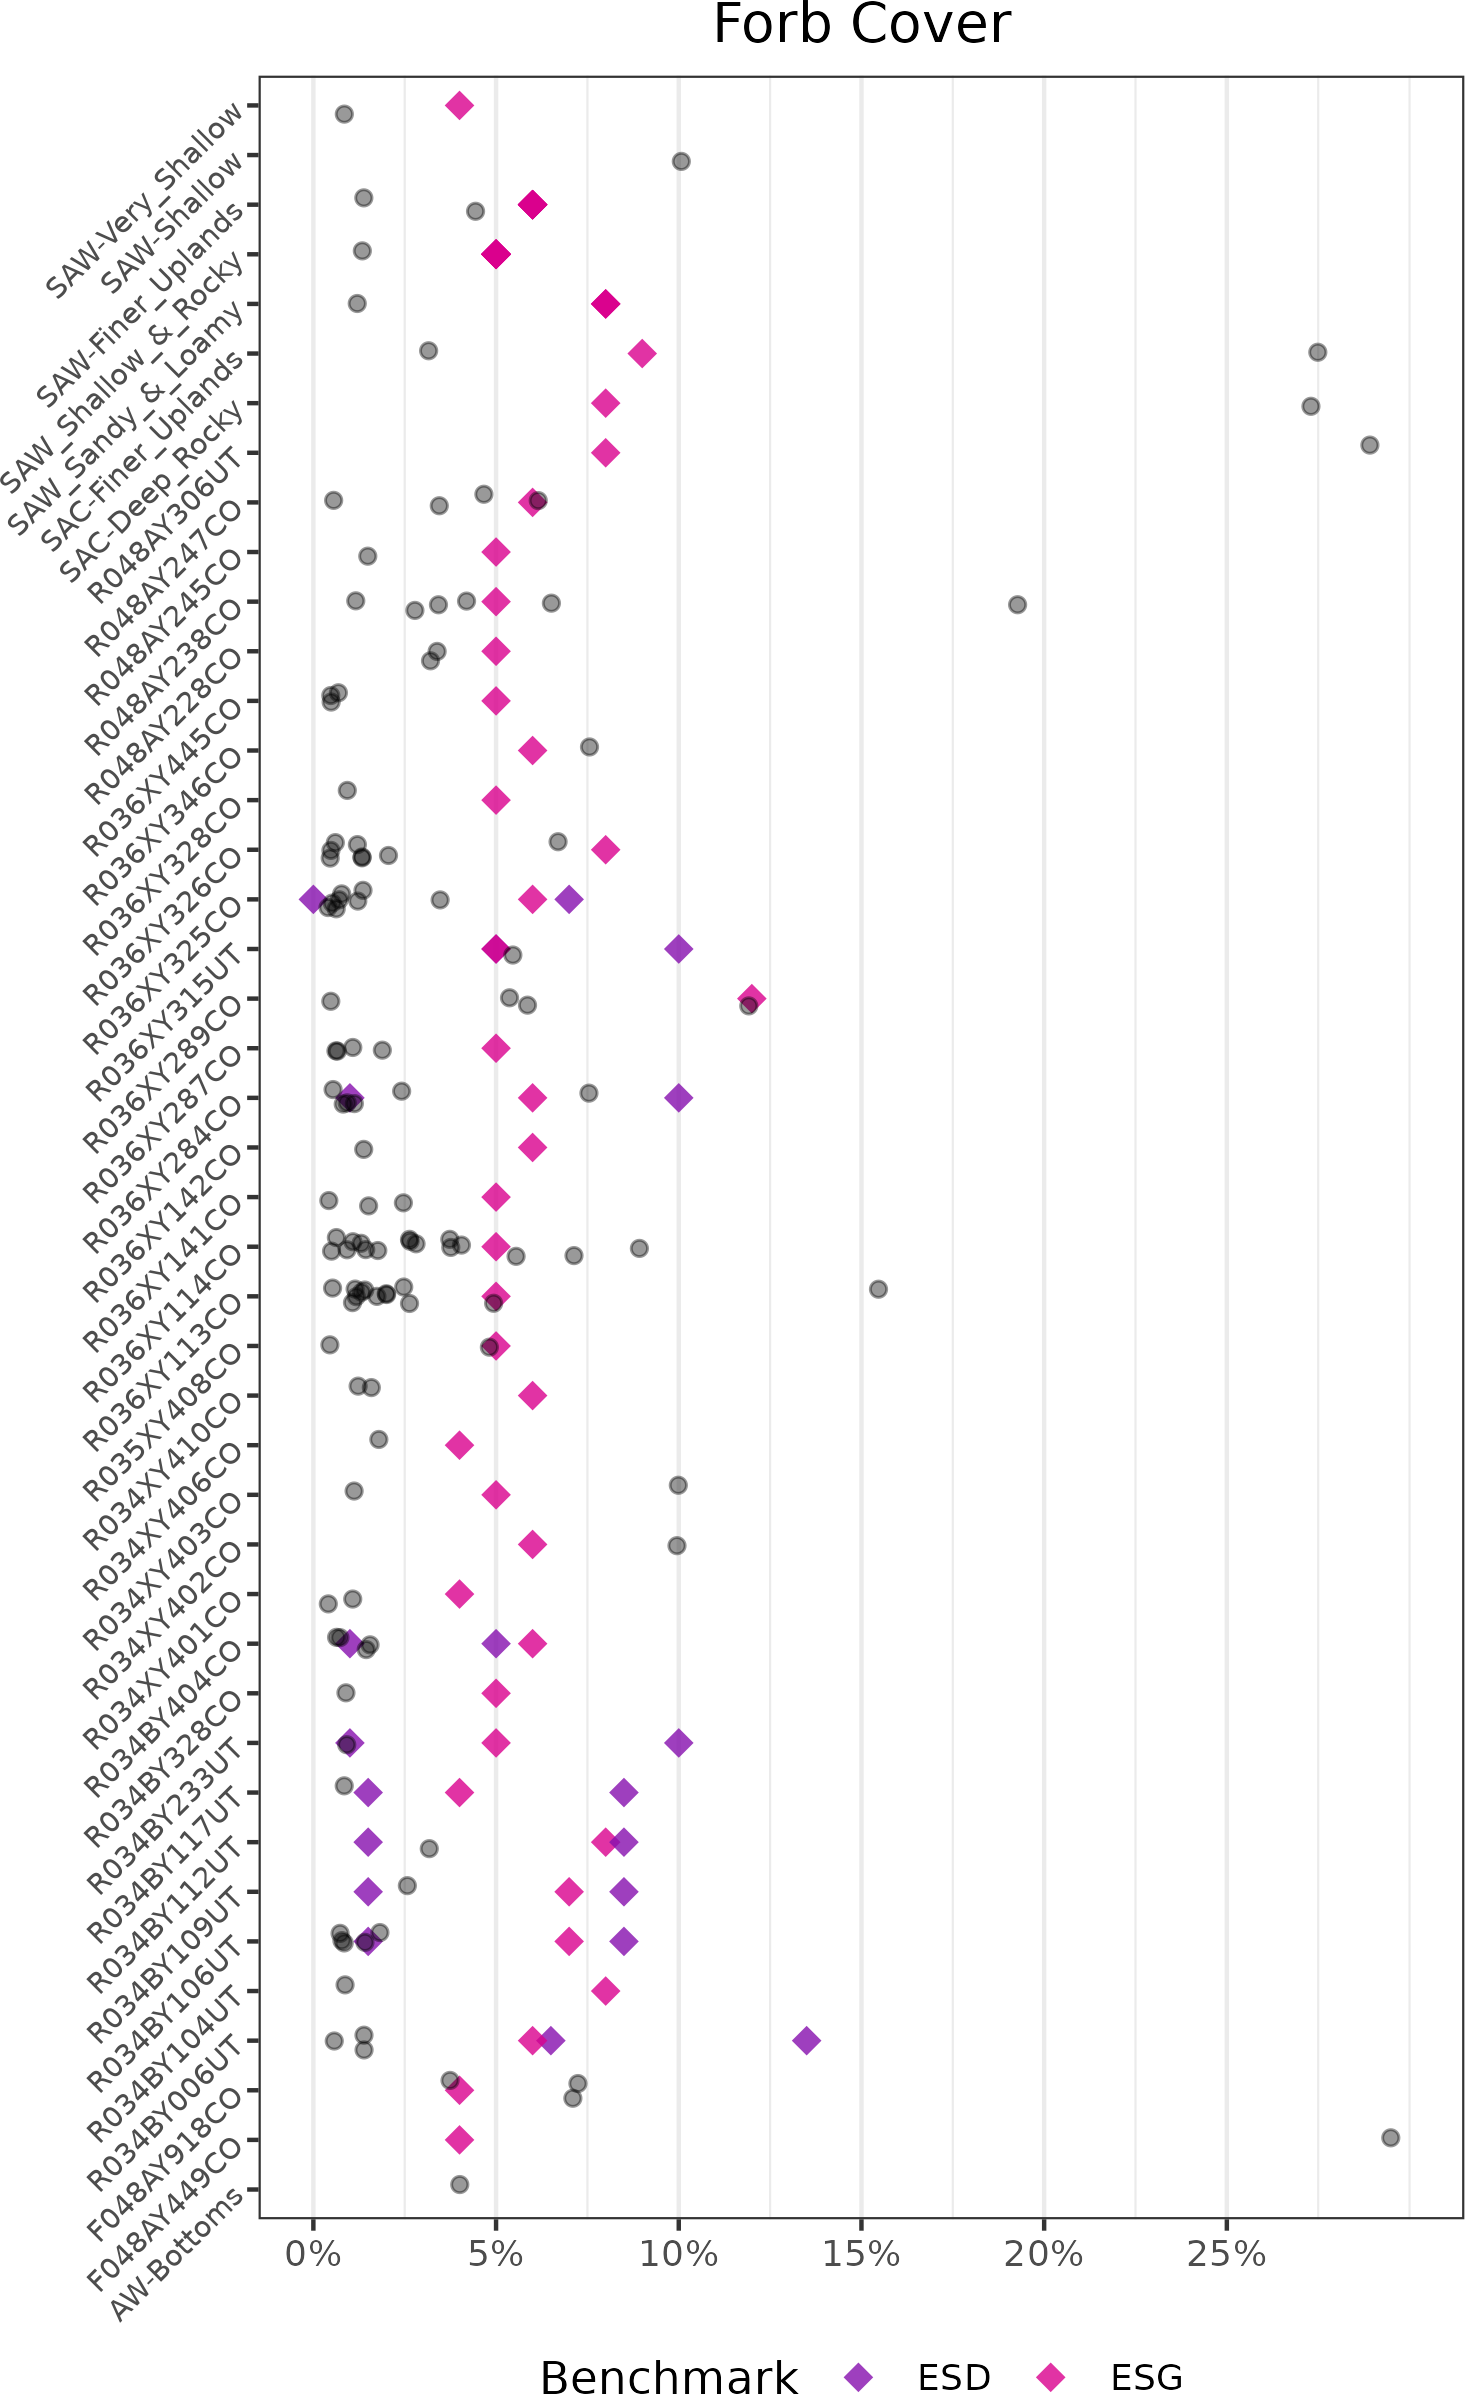 Forb Cover
SAW-Very_Shallow
SAW-Shallow
SAW-Finer_Uplands
SAW_Shallow_&_Rocky
SAW_Sandy_&_Loamy
SAC-Finer_Uplands
SAC-Deep_Rocky
R048AY306UT
R048AY247CO
R048AY245CO
R048AY238CO
R048AY228CO
R036XY445CO
R036XY346CO
R036XY328CO
R036XY326CO
R036XY325CO
R036XY315UT
R036XY289CO
R036XY287CO
R036XY284CO
R036XY142CO
R036XY141CO
R036XY114CO
R036XY113CO
R035XY408CO
R034XY410CO
R034XY406CO
R034XY403CO
R034XY402CO
R034XY401CO
R034BY404CO
R034BY328CO
R034BY233UT
R034BY117UT
R034BY112UT
R034BY109UT
R034BY106UT
R034BY104UT
R034BY006UT
F048AY918CO
F048AY449CO
AW-Bottoms
0% 5% 10% 15% 20% 25%
Benchmark ESD ESG